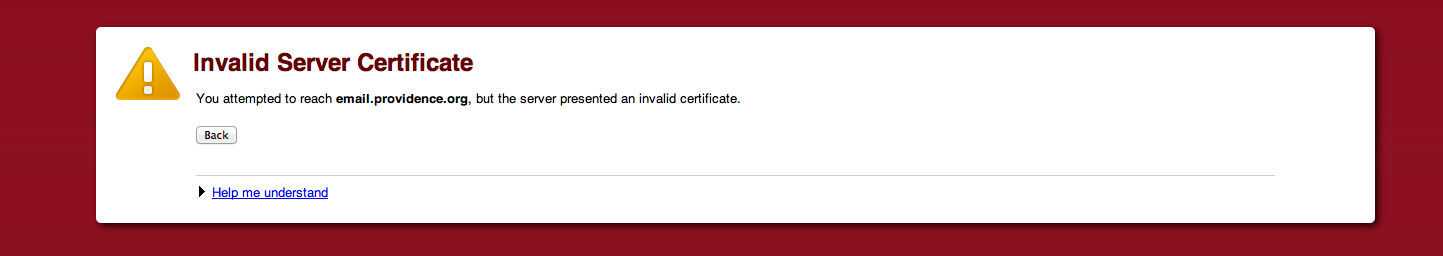 Invalid Server Certificate
You attempted to reach email.providence.org, but the server presented an invalid certificate.
Back
Help me understand